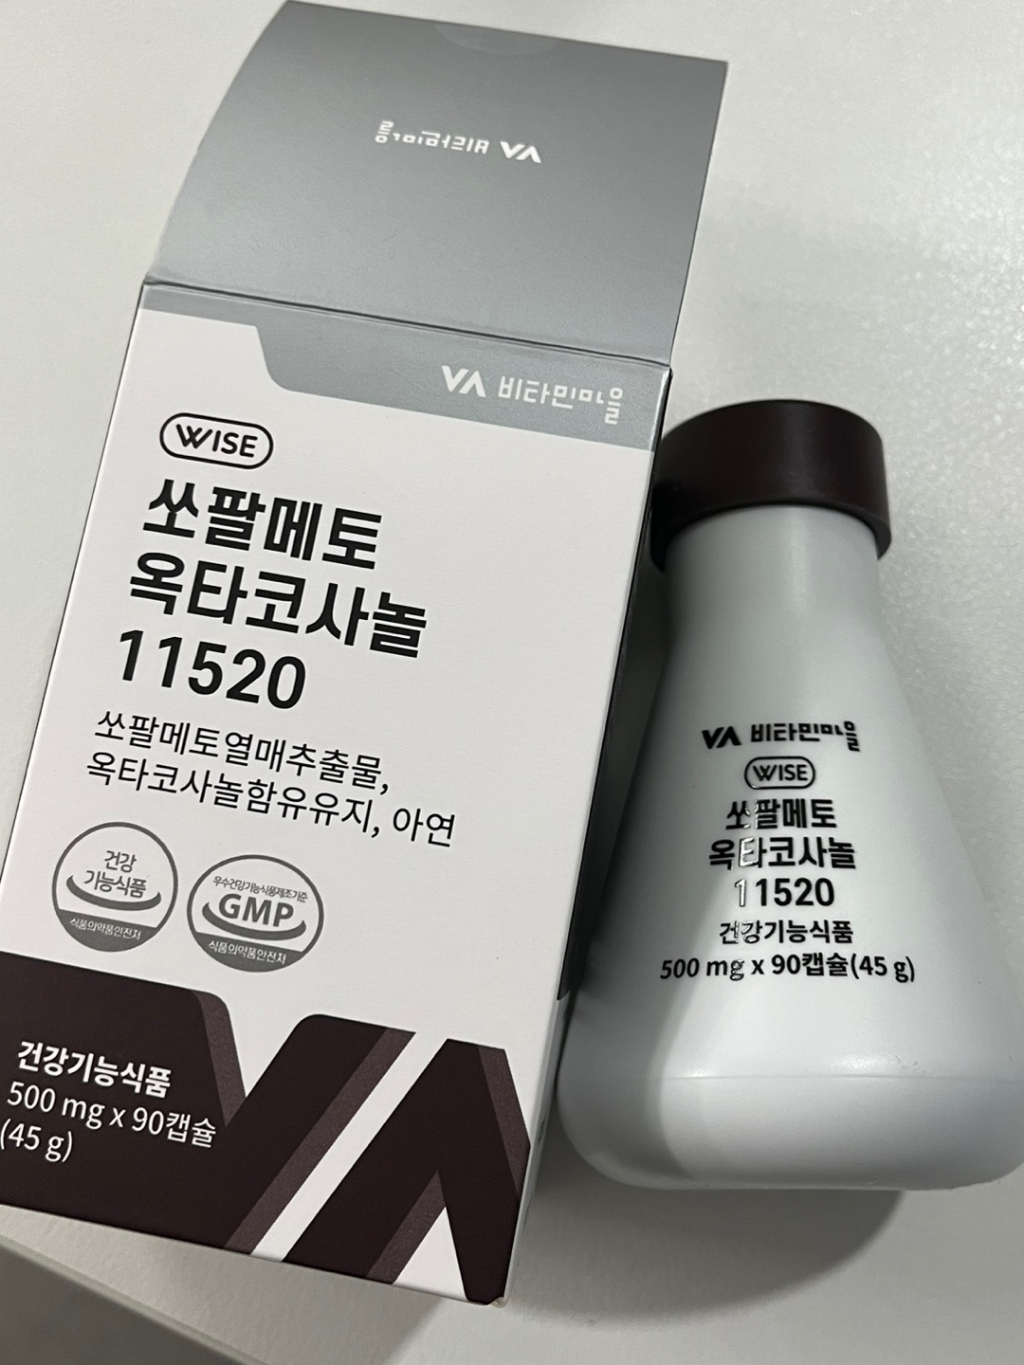 VA 비타민마을
VA 비타민마을
WISE
쏘팔메토
옥타코사놀
11520
쏘팔메토열매추출물,
옥타코사놀함유유지, 아연
건강
기능식품
식품의약품안전처
우수건강기능식품제조기준
GMP
식품의약품안전처
건강기능식품
500 mg x 90캡슐
(45 g)
VA 비타민마을
WISE
쏘팔메토
옥타코사놀
11520
건강기능식품
500 mg x 90캡슐(45 g)